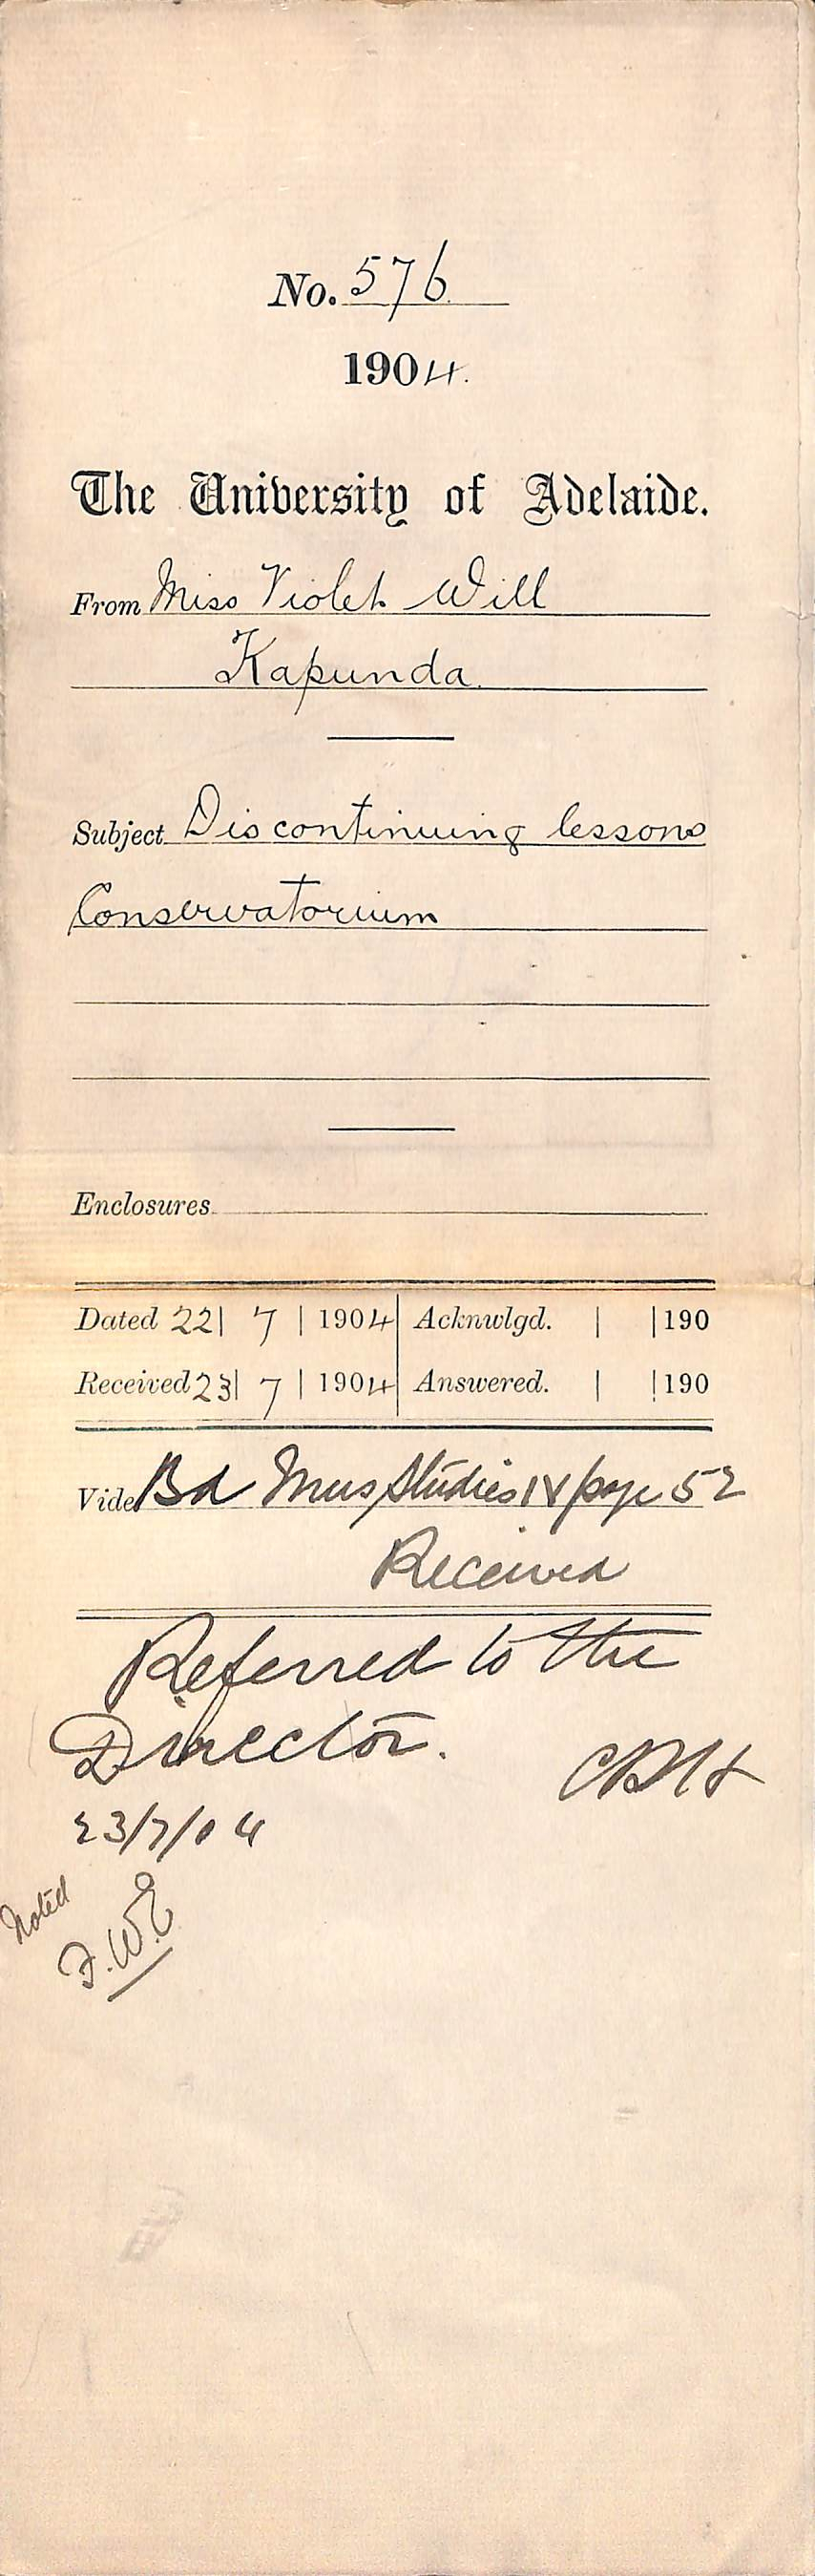 No. 576
1904.
The University of Adelaide.
From Miss Violet Will
Kapunda.
Subject Discontinuing lessons
Conservatorium
Enclosures
Dated 22 | 7 | 1904 | Acknwlgd. | | 190
Received 23 | 7 | 1904 | Answered. | | 190
Vide Bd Mus Studies IV page 52
Received
Referred to the
Director.
CRH
23/7/04
Noted
F.W.E